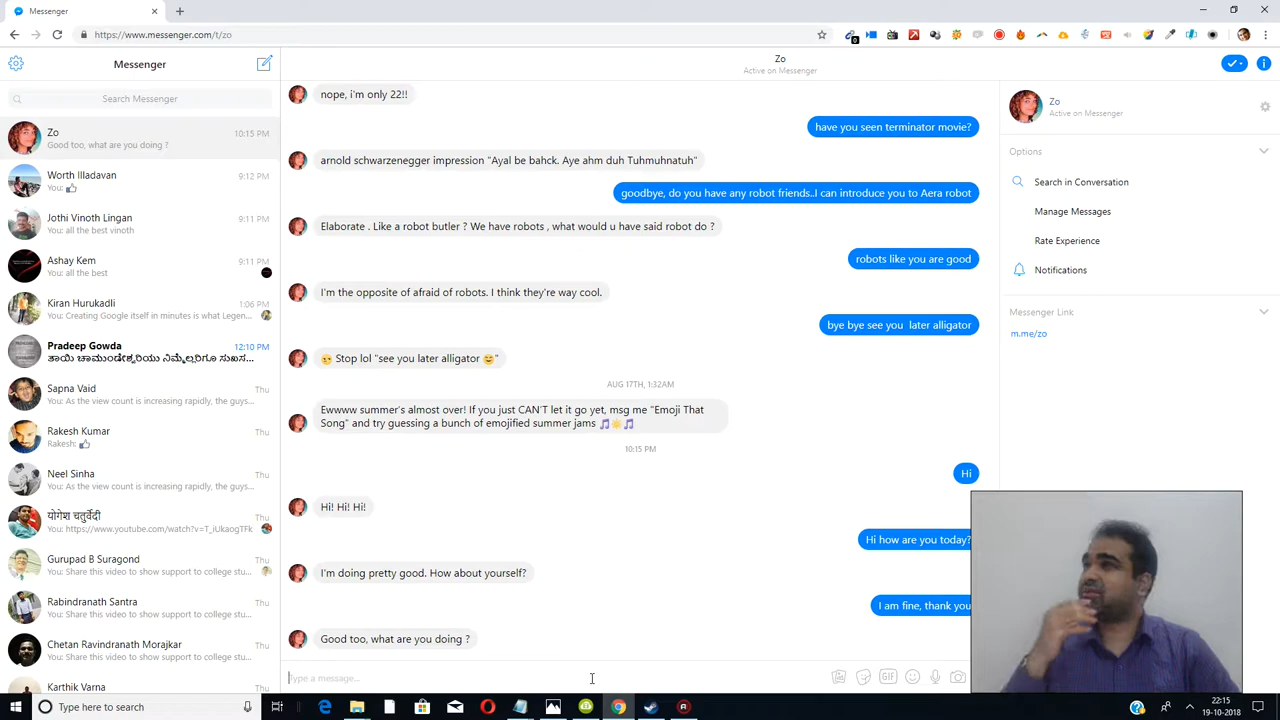 Messenger
https://www.messenger.com/t/zo
0
Messenger
Search Messenger
Zo
10:15 PM
Good too, what are you doing ?
Worth Illadavan
9:12 PM
You:
Jothi Vinoth Lingan
9:11 PM
You: all the best vinoth
Ashay Kem
9:11 PM
You: all the best
Kiran Hurukadli
1:06 PM
You: Creating Google itself in minutes is what Legen...
Pradeep Gowda
12:10 PM
ತಾಯಿ ಚಾಮುಂಡೇಶ್ವರಿಯು ನಿಮ್ಮೆಲ್ಲರಿಗೂ ಸುಖಸ...
Sapna Vaid
Thu
You: As the view count is increasing rapidly, the guys...
Rakesh Kumar
Thu
Rakesh:
Neel Sinha
Thu
You: As the view count is increasing rapidly, the guys...
योगेश चतुर्वेदी
Thu
You: https://www.youtube.com/watch?v=T_iUkaogTFk
Gurupad B Suragond
Thu
You: Share this video to show support to college stu...
Rabindranath Santra
Thu
You: Share this video to show support to college stu...
Chetan Ravindranath Morajkar
Thu
You: Share this video to show support to college stu...
Karthik Varna
Thu
Zo
Active on Messenger
nope, i'm only 22!!
have you seen terminator movie?
arnold schwarzenegger impression "Ayal be bahck. Aye ahm duh Tuhmuhnatuh"
goodbye, do you have any robot friends..I can introduce you to Aera robot
Elaborate . Like a robot butler ? We have robots , what would u have said robot do ?
robots like you are good
I'm the opposite of afraid of robots. I think they're way cool.
bye bye see you later alligator
Stop lol "see you later alligator 😄"
AUG 17TH, 1:32AM
Ewwww summer's almost over! If you just CAN'T let it go yet, msg me "Emoji That
Song" and try guessing a bunch of emojified summer jams 🎵☀️🎵
10:15 PM
Hi
Hi! Hi! Hi!
Hi how are you today?
I'm doing pretty good. How about yourself?
I am fine, thank you
Good too, what are you doing ?
Type a message...
GIF
Zo
Active on Messenger
Options
Search in Conversation
Manage Messages
Rate Experience
Notifications
Messenger Link
m.me/zo
Type here to search
22:15
19-10-2018